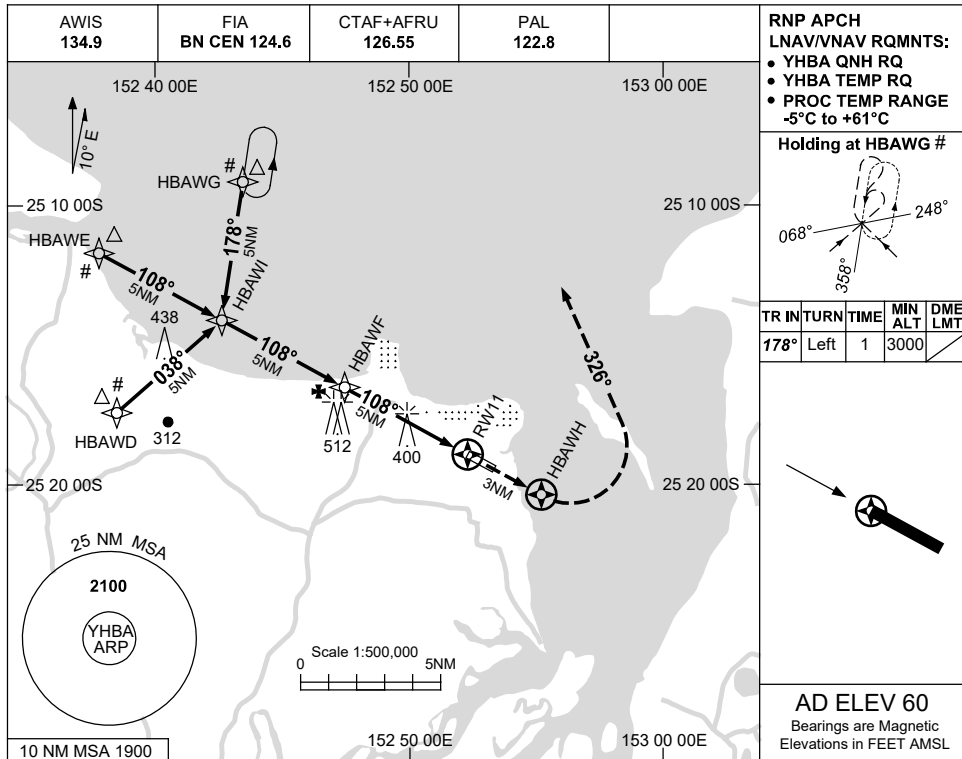 AWIS
134.9
FIA
BN CEN 124.6
CTAF+AFRU
126.55
PAL
122.8
RNP APCH
LNAV/VNAV RQMNTS:
● YHBA QNH RQ
● YHBA TEMP RQ
● PROC TEMP RANGE
-5°C to +61°C
152 40 00E
152 50 00E
153 00 00E
10° E
#
HBAWG
25 10 00S
25 10 00S
HBAWE
#
178°
5NM
108°
5NM
HBAWI
438
108°
5NM
HBAWF
038°
5NM
#
HBAWD
312
512
108°
5NM
400
RW11
3NM
HBAWH
326°
25 20 00S
25 20 00S
25 NM MSA
2100
YHBA
ARP
Scale 1:500,000
0
5NM
10 NM MSA 1900
152 50 00E
153 00 00E
Holding at HBAWG #
068°
248°
358°
TR IN TURN TIME MIN ALT DME LMT
178° Left 1 3000
AD ELEV 60
Bearings are Magnetic
Elevations in FEET AMSL